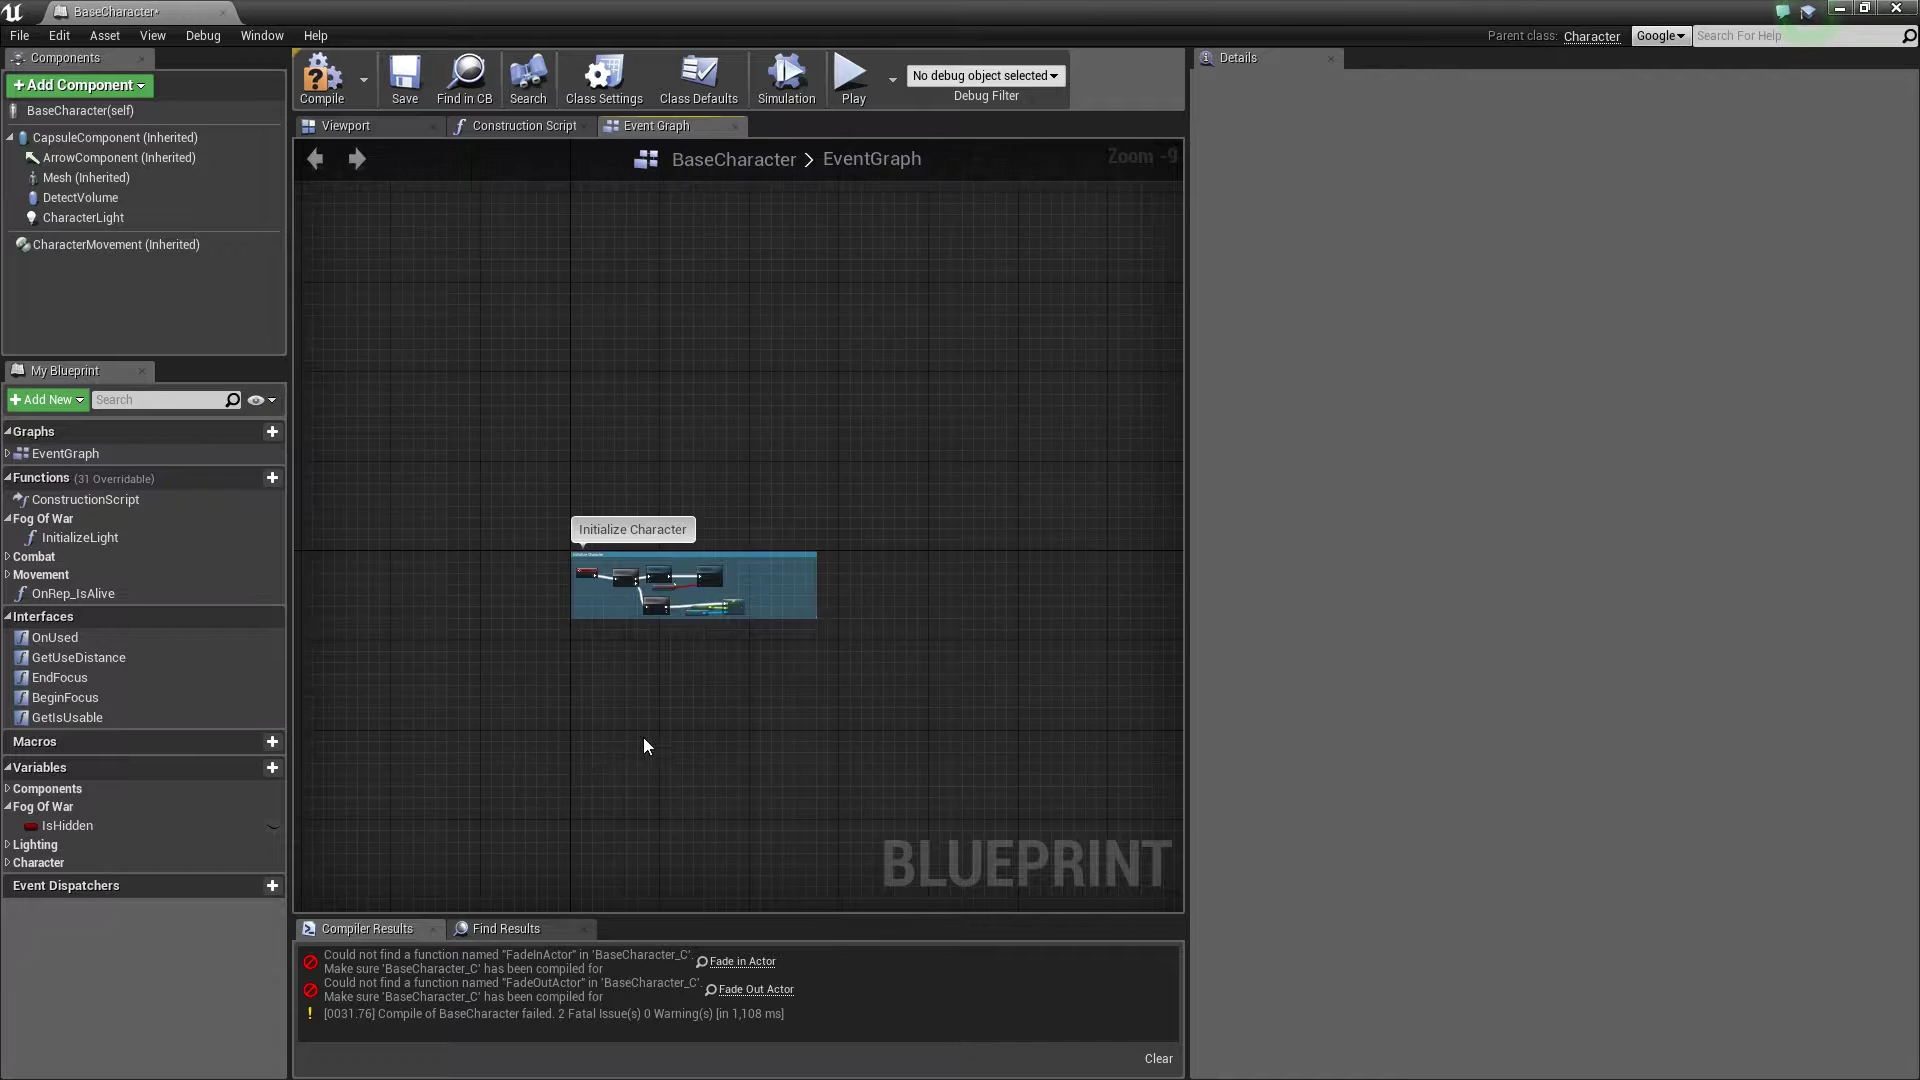 BaseCharacter*
File Edit Asset View Debug Window Help
Parent class: Character Google Search For Help
Components
Add Component
BaseCharacter(self)
CapsuleComponent (Inherited)
ArrowComponent (Inherited)
Mesh (Inherited)
DetectVolume
CharacterLight
CharacterMovement (Inherited)
My Blueprint
Add New Search
Graphs
EventGraph
Functions (31 Overridable)
ConstructionScript
Fog Of War
InitializeLight
Combat
Movement
OnRep_IsAlive
Interfaces
OnUsed
GetUseDistance
EndFocus
BeginFocus
GetIsUsable
Macros
Variables
Components
Fog Of War
IsHidden
Lighting
Character
Event Dispatchers
Compile Save Find in CB Search Class Settings Class Defaults Simulation Play
No debug object selected
Debug Filter
Viewport Construction Script Event Graph
BaseCharacter > EventGraph
Zoom -9
Initialize Character
Initialize Character
BLUEPRINT
Compiler Results Find Results
Could not find a function named "FadeInActor" in 'BaseCharacter_C'.
Make sure 'BaseCharacter_C' has been compiled for Fade in Actor
Could not find a function named "FadeOutActor" in 'BaseCharacter_C'.
Make sure 'BaseCharacter_C' has been compiled for Fade Out Actor
[0031.76] Compile of BaseCharacter failed. 2 Fatal Issue(s) 0 Warning(s) [in 1,108 ms]
Clear
Details